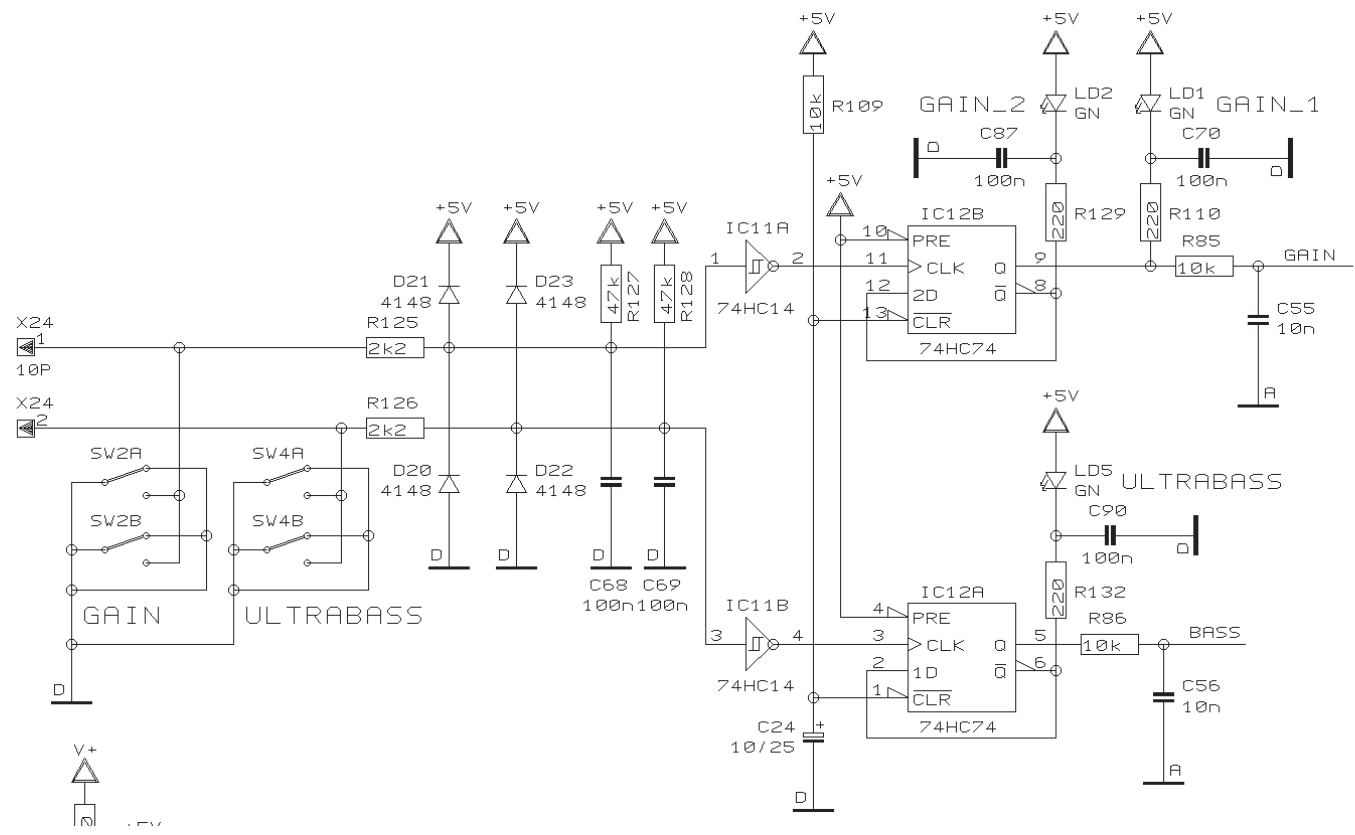 +5V
+5V
+5V
10k
R109
GAIN_2
LD2
GN
LD1
GN
GAIN_1
C87
100n
D
C70
100n
D
+5V
IC12B
220
R129
220
R110
10
PRE
11
CLK
Q
9
12
2D
Q
8
13
CLR
74HC74
R85
10k
GAIN
C55
10n
A
+5V
+5V
+5V
+5V
IC11A
1
2
74HC14
D21
4148
D23
4148
47k
R127
47k
R128
X24
1
10P
R125
2k2
X24
2
R126
2k2
SW2A
SW4A
D20
4148
D22
4148
SW2B
SW4B
D
D
D
D
C68
100n
C69
100n
GAIN
ULTRABASS
D
+5V
LD5
GN
ULTRABASS
C90
100n
D
IC11B
3
4
74HC14
IC12A
220
R132
4
PRE
3
CLK
Q
5
2
1D
Q
6
1
CLR
74HC74
R86
10k
BASS
C56
10n
A
C24
+
10/25
D
V+
0
+5V